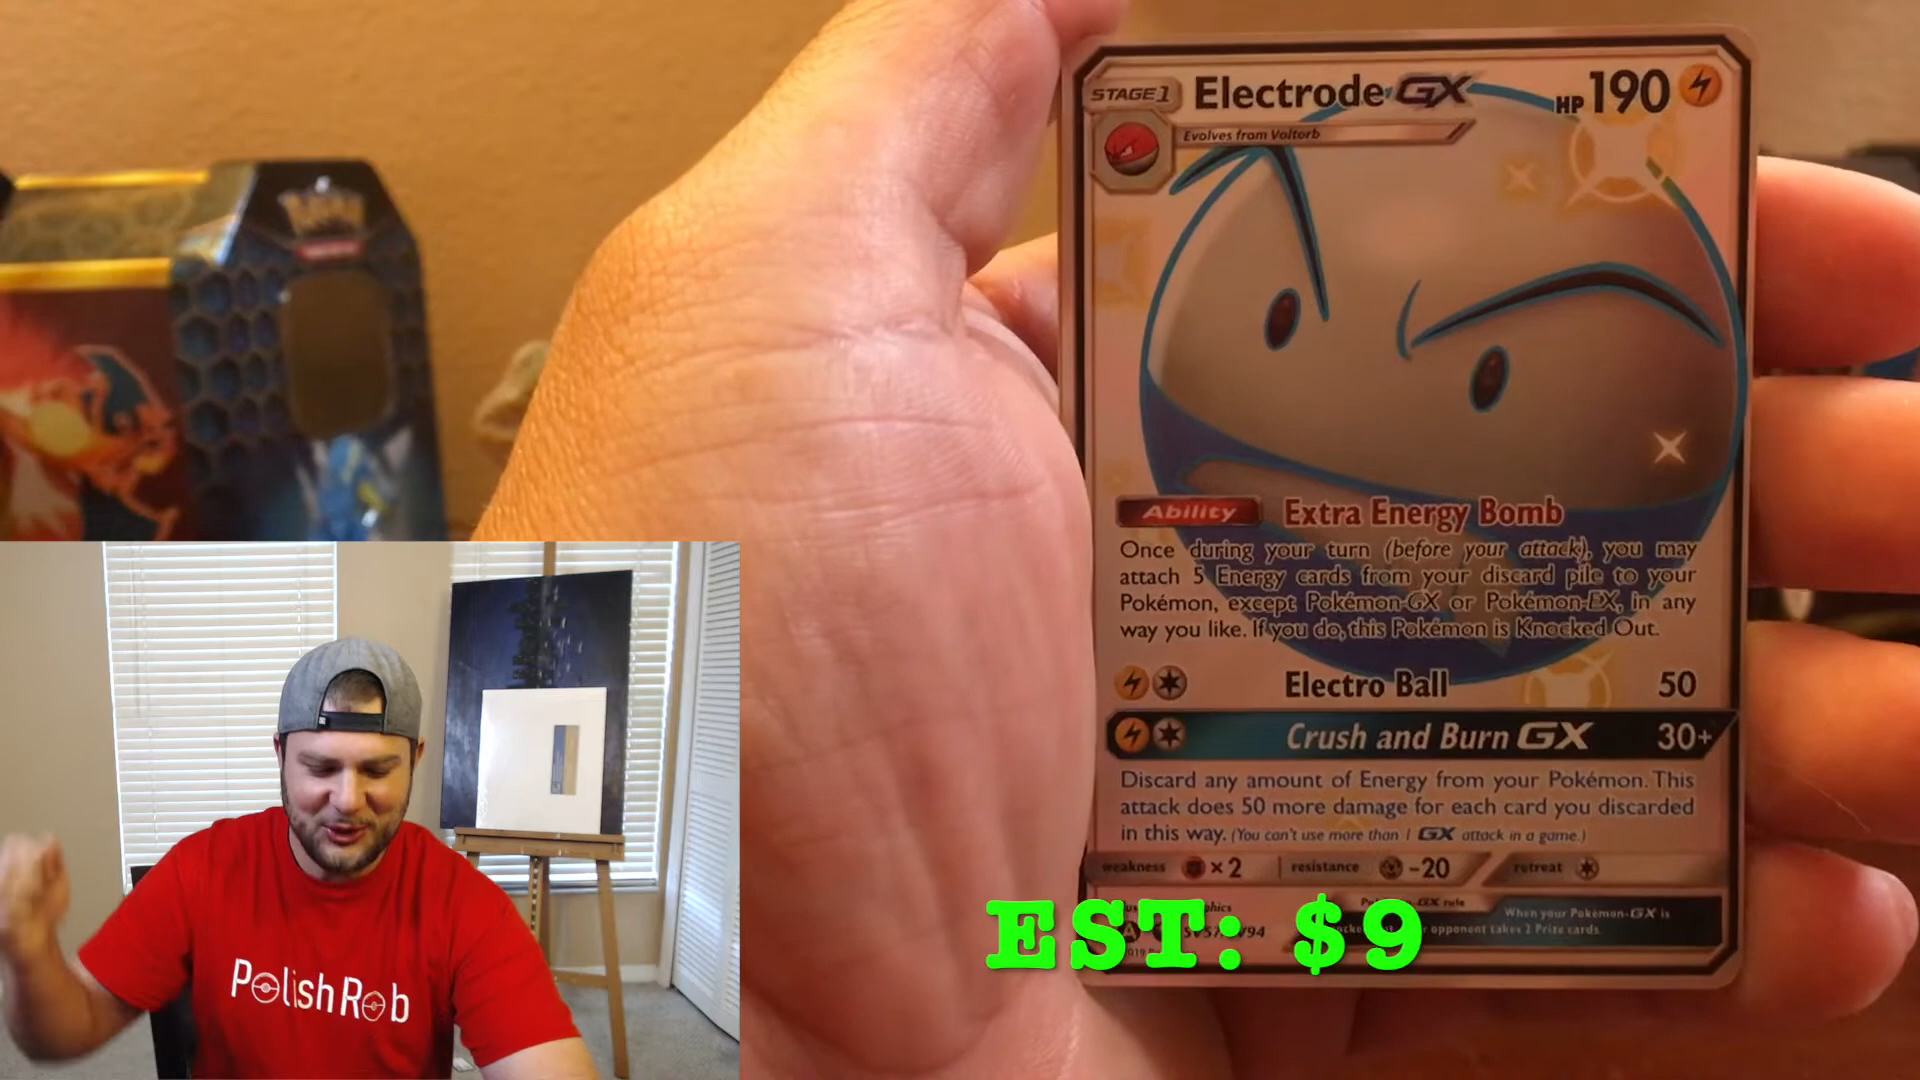 STAGE1 Electrode GX HP 190
Evolves from Voltorb
Ability Extra Energy Bomb
Once during your turn (before your attack), you may
attach 5 Energy cards from your discard pile to your
Pokémon, except Pokémon-GX or Pokémon-EX, in any
way you like. If you do, this Pokémon is Knocked Out.
Electro Ball 50
Crush and Burn GX 30+
Discard any amount of Energy from your Pokémon. This
attack does 50 more damage for each card you discarded
in this way. (You can't use more than 1 GX attack in a game.)
weakness ×2 resistance -20 retreat
GX rule
When your Pokémon-GX is
opponent takes 2 Prize cards.
EST: $9
PolishRob